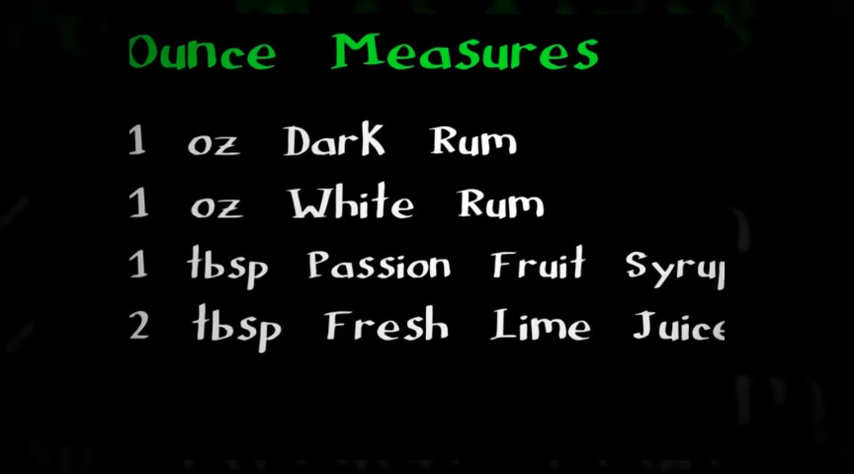 Ounce Measures
1 oz Dark Rum
1 oz White Rum
1 tbsp Passion Fruit Syrup
2 tbsp Fresh Lime Juice